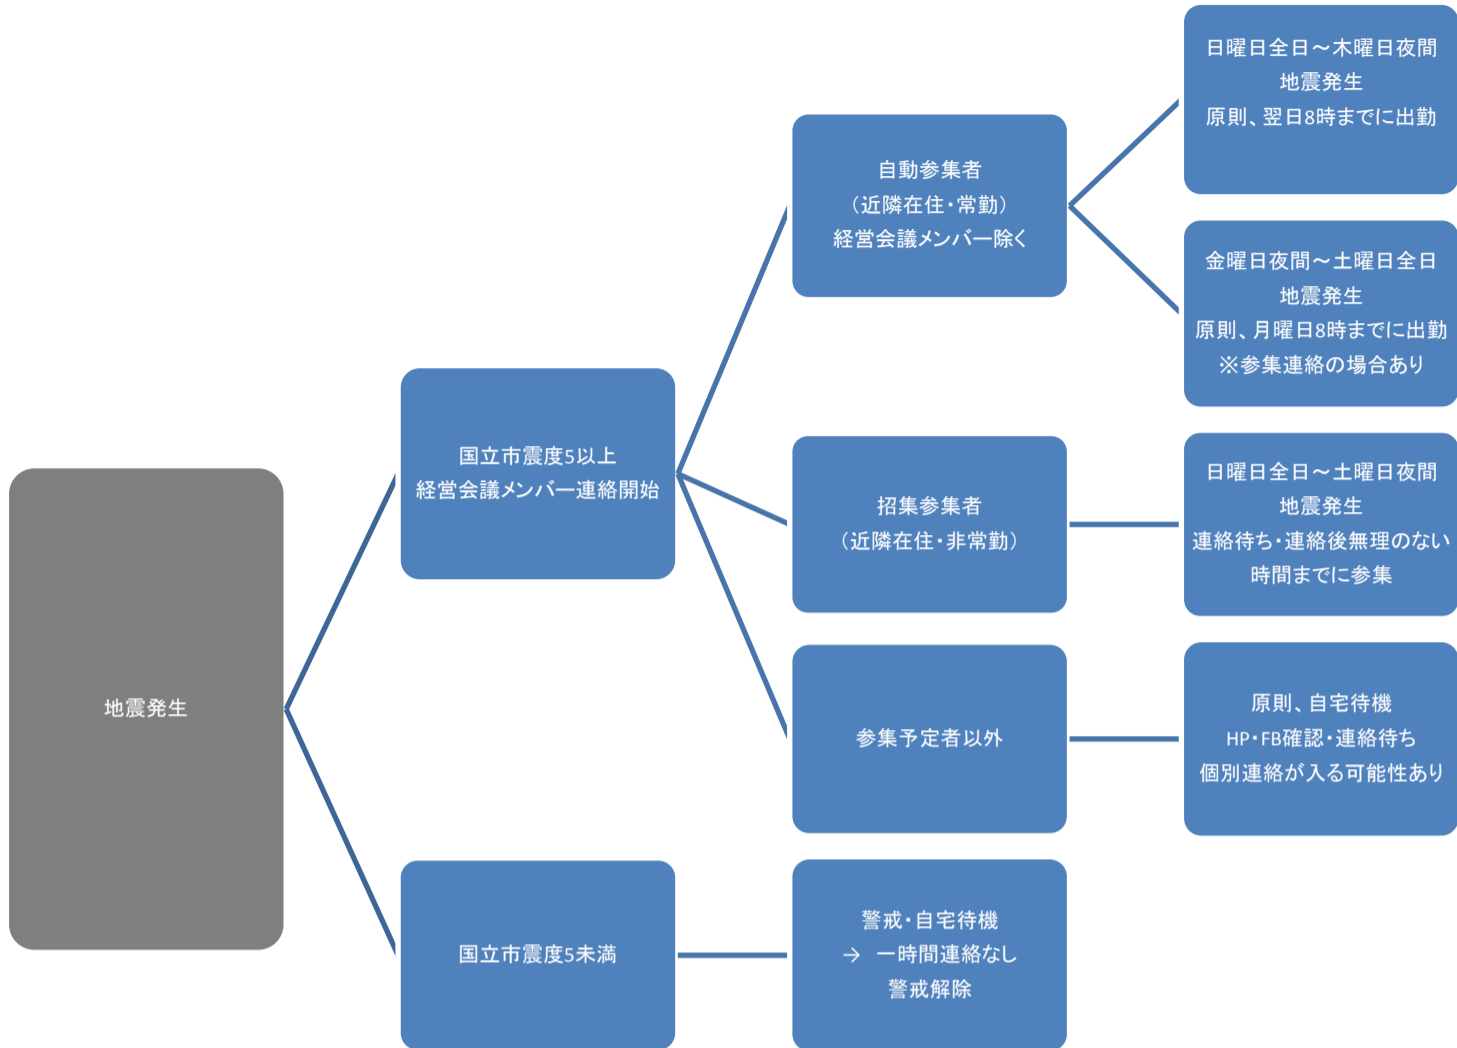 地震発生
国立市震度5以上
経営会議メンバー連絡開始
自動参集者
（近隣在住・常勤）
経営会議メンバー除く
日曜日全日～木曜日夜間
地震発生
原則、翌日8時までに出勤
金曜日夜間～土曜日全日
地震発生
原則、月曜日8時までに出勤
※参集連絡の場合あり
招集参集者
（近隣在住・非常勤）
日曜日全日～土曜日夜間
地震発生
連絡待ち・連絡後無理のない
時間までに参集
参集予定者以外
原則、自宅待機
HP・FB確認・連絡待ち
個別連絡が入る可能性あり
国立市震度5未満
警戒・自宅待機
→ 一時間連絡なし
警戒解除